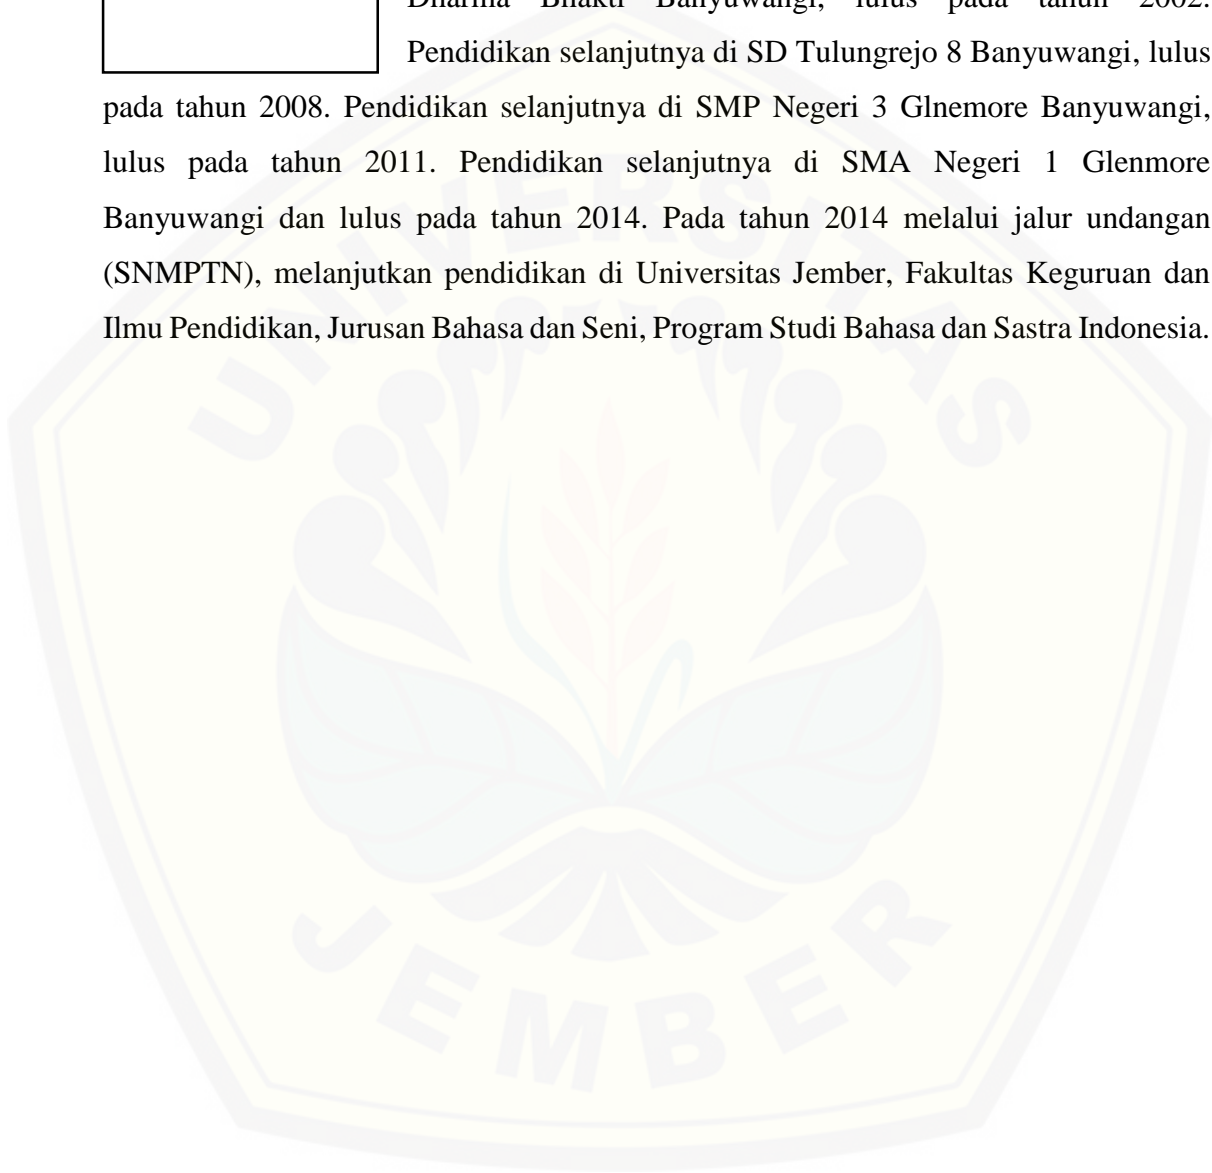 Dharma Bhakti Banyuwangi, lulus pada tahun 2002.
Pendidikan selanjutnya di SD Tulungrejo 8 Banyuwangi, lulus
pada tahun 2008. Pendidikan selanjutnya di SMP Negeri 3 Glnemore Banyuwangi,
lulus pada tahun 2011. Pendidikan selanjutnya di SMA Negeri 1 Glenmore
Banyuwangi dan lulus pada tahun 2014. Pada tahun 2014 melalui jalur undangan
(SNMPTN), melanjutkan pendidikan di Universitas Jember, Fakultas Keguruan dan
Ilmu Pendidikan, Jurusan Bahasa dan Seni, Program Studi Bahasa dan Sastra Indonesia.
UNIVERSITAS
JEMBER